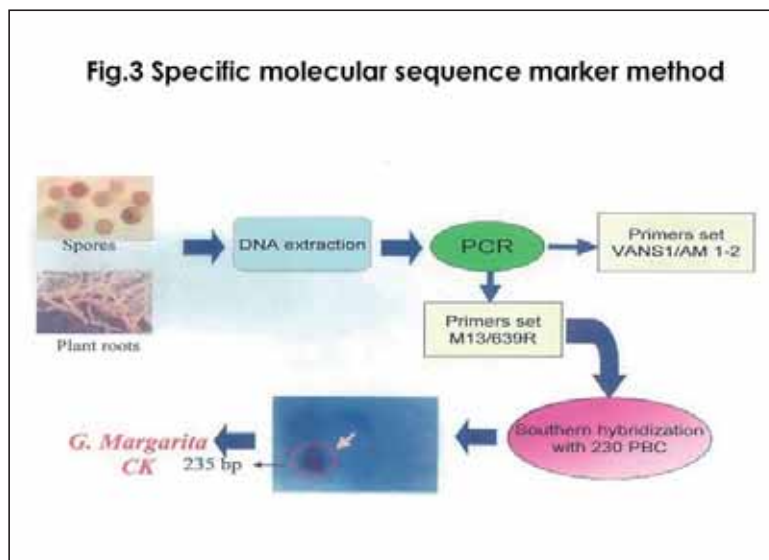 Fig.3 Specific molecular sequence marker method
Spores
Plant roots
DNA extraction
PCR
Primers set
VANS1/AM 1-2
Primers set
M13/639R
Southern hybridization
with 230 PBC
235 bp
G. Margarita
CK